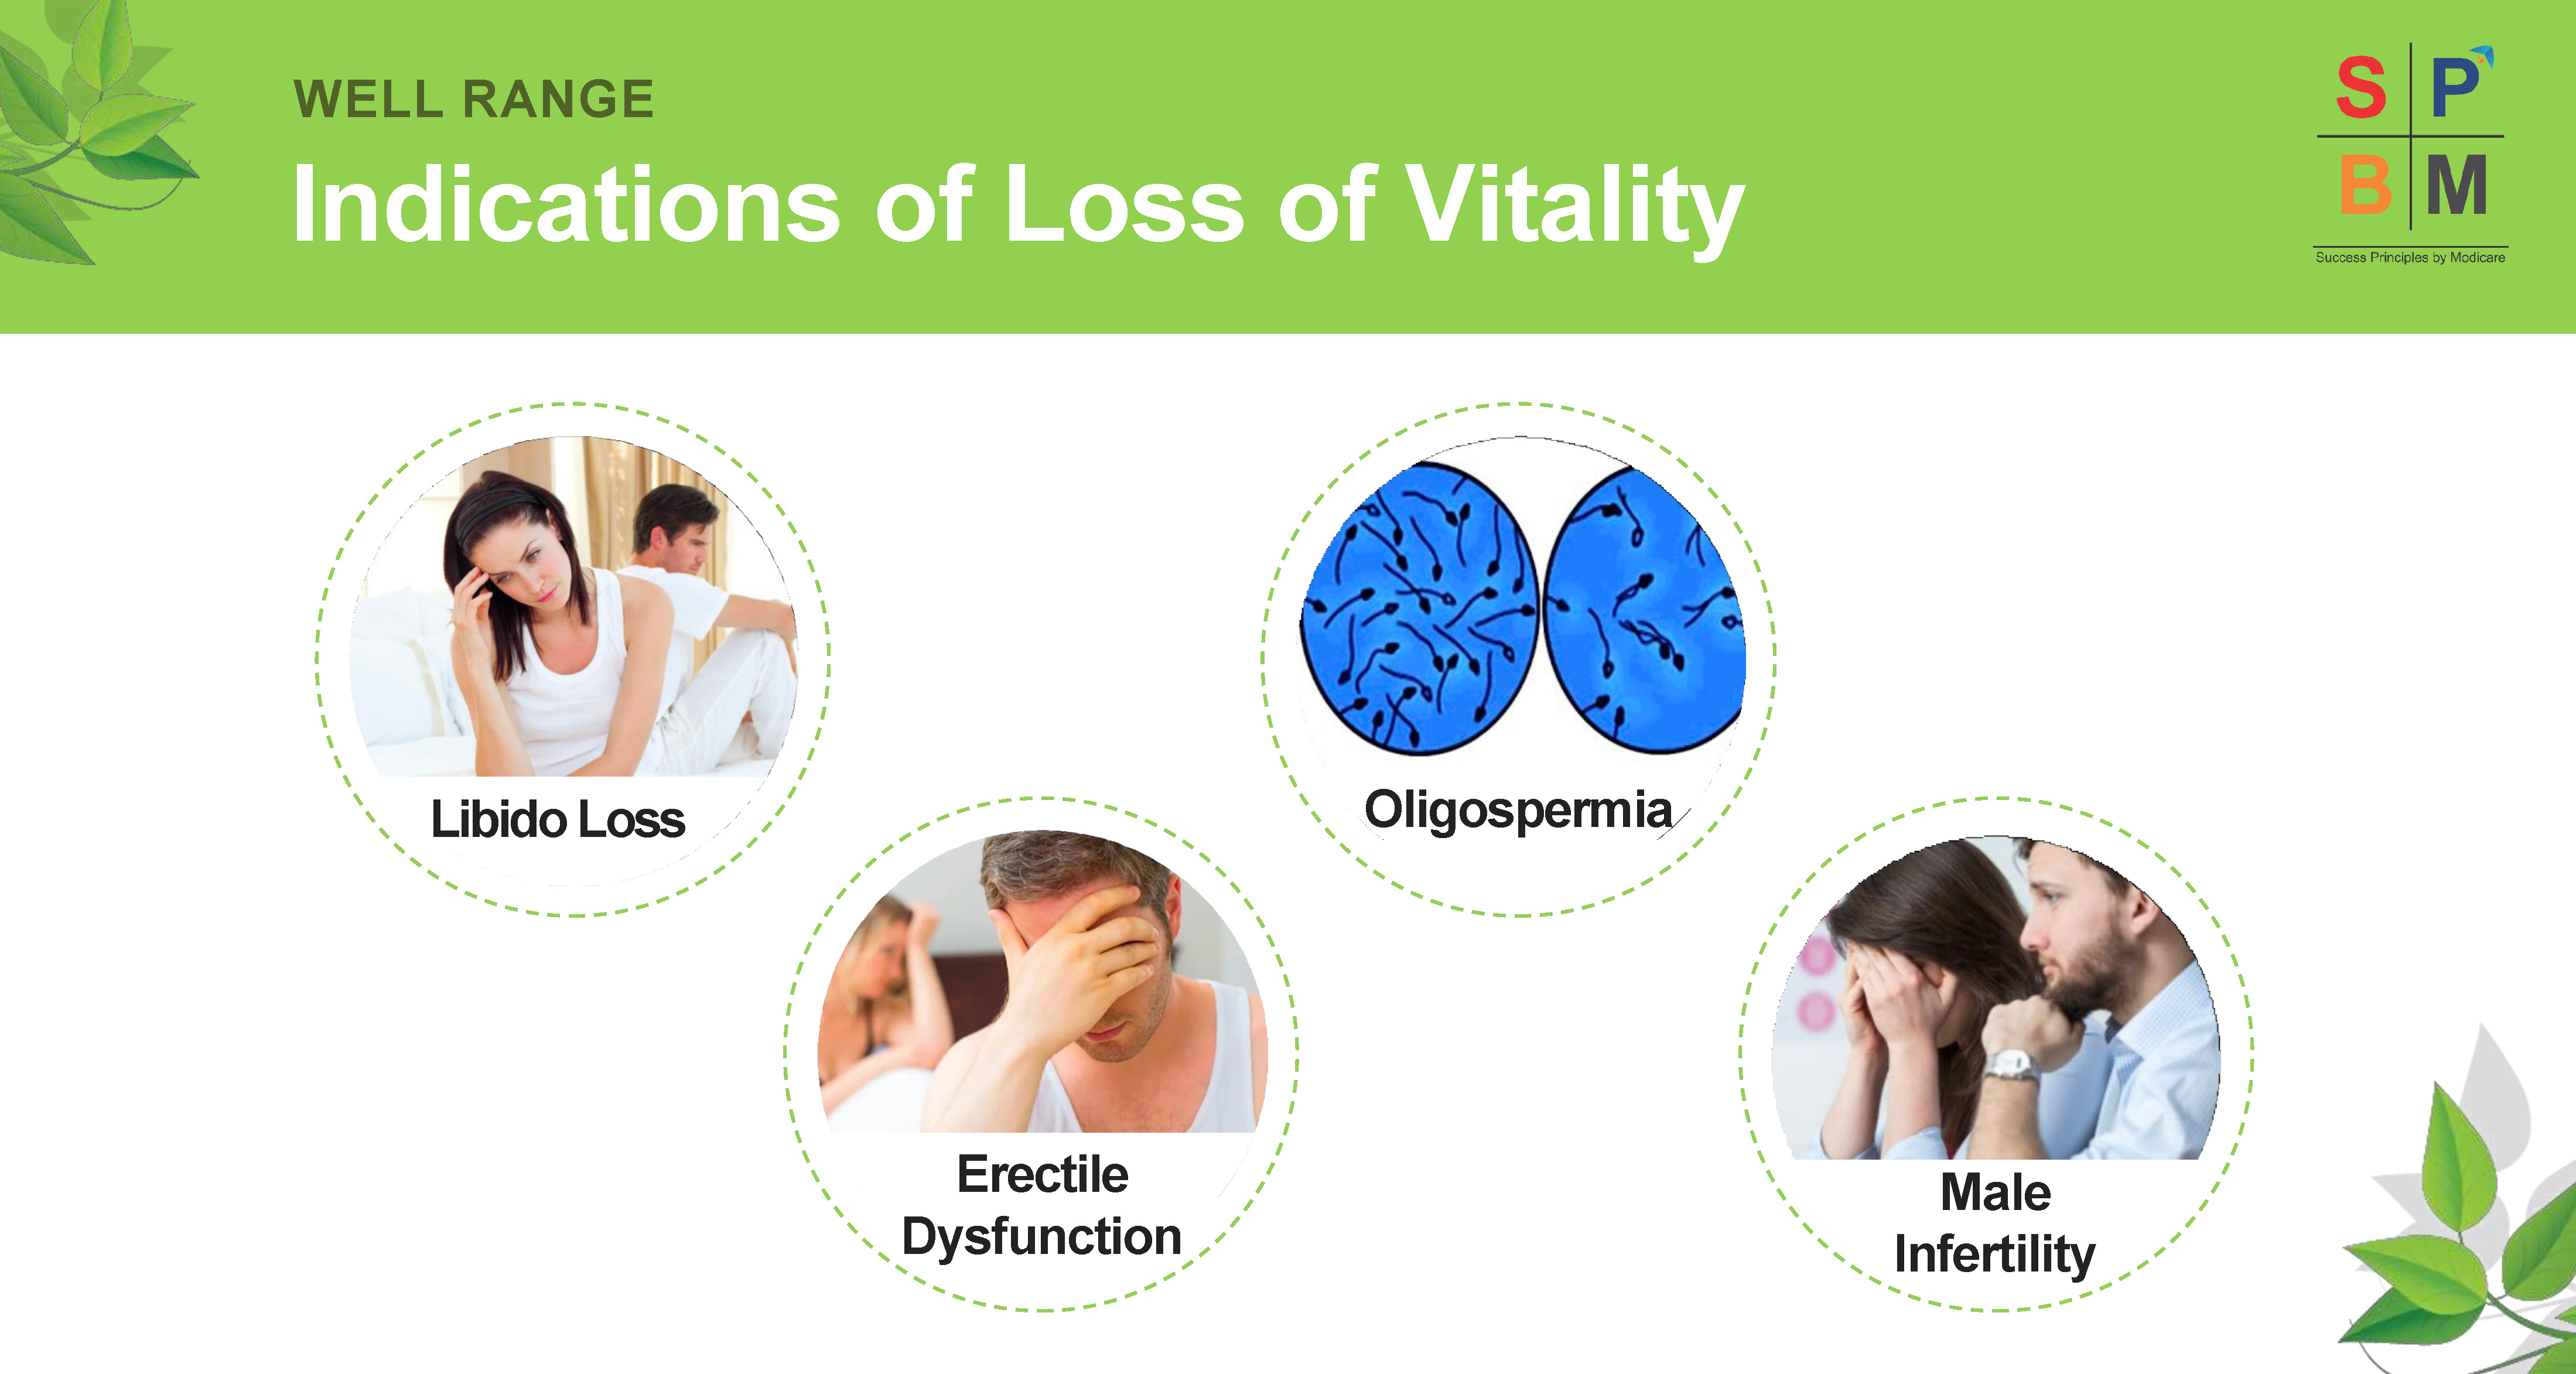 WELL RANGE
Indications of Loss of Vitality
S P
B M
Success Principles by Modicare
Libido Loss
Erectile
Dysfunction
Oligospermia
Male
Infertility